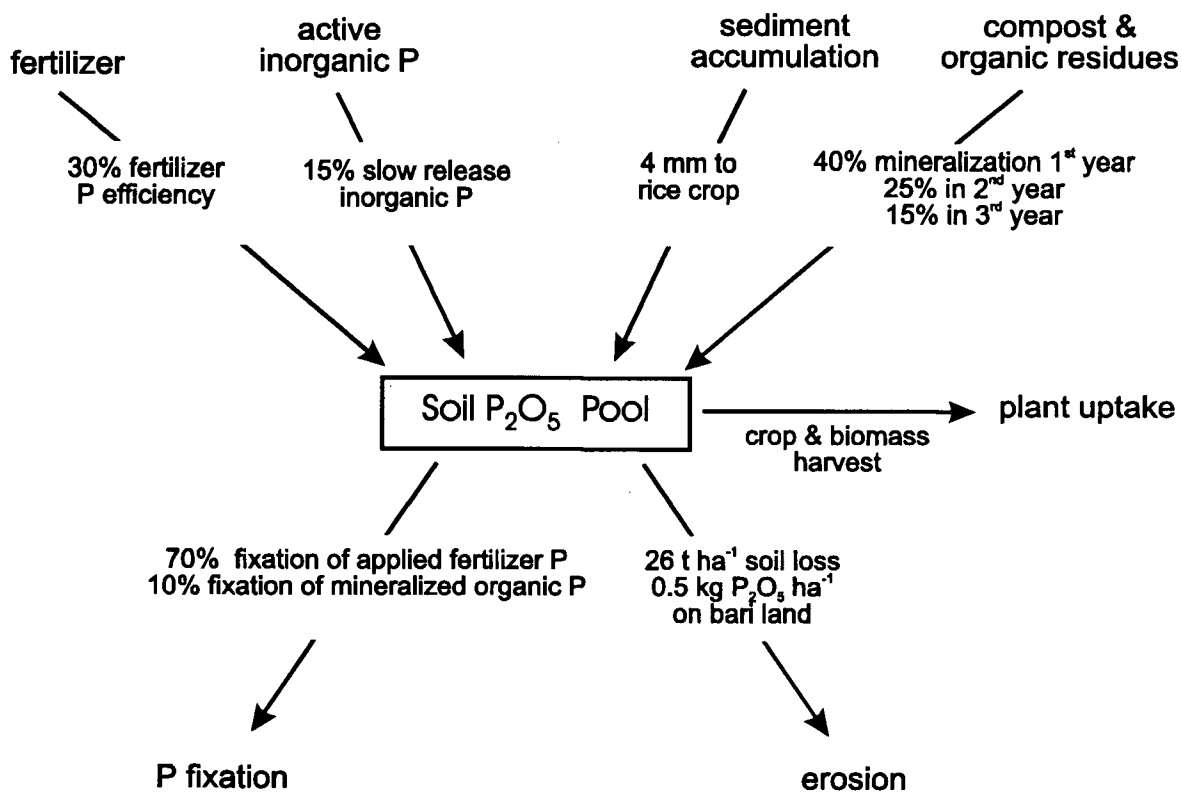 fertilizer
active
inorganic P
sediment
accumulation
compost &
organic residues
30% fertilizer
P efficiency
15% slow release
inorganic P
4 mm to
rice crop
40% mineralization 1st year
25% in 2nd year
15% in 3rd year
Soil P₂O₅ Pool
crop & biomass
harvest
plant uptake
70% fixation of applied fertilizer P
10% fixation of mineralized organic P
26 t ha⁻¹ soil loss
0.5 kg P₂O₅ ha⁻¹
on bari land
P fixation
erosion